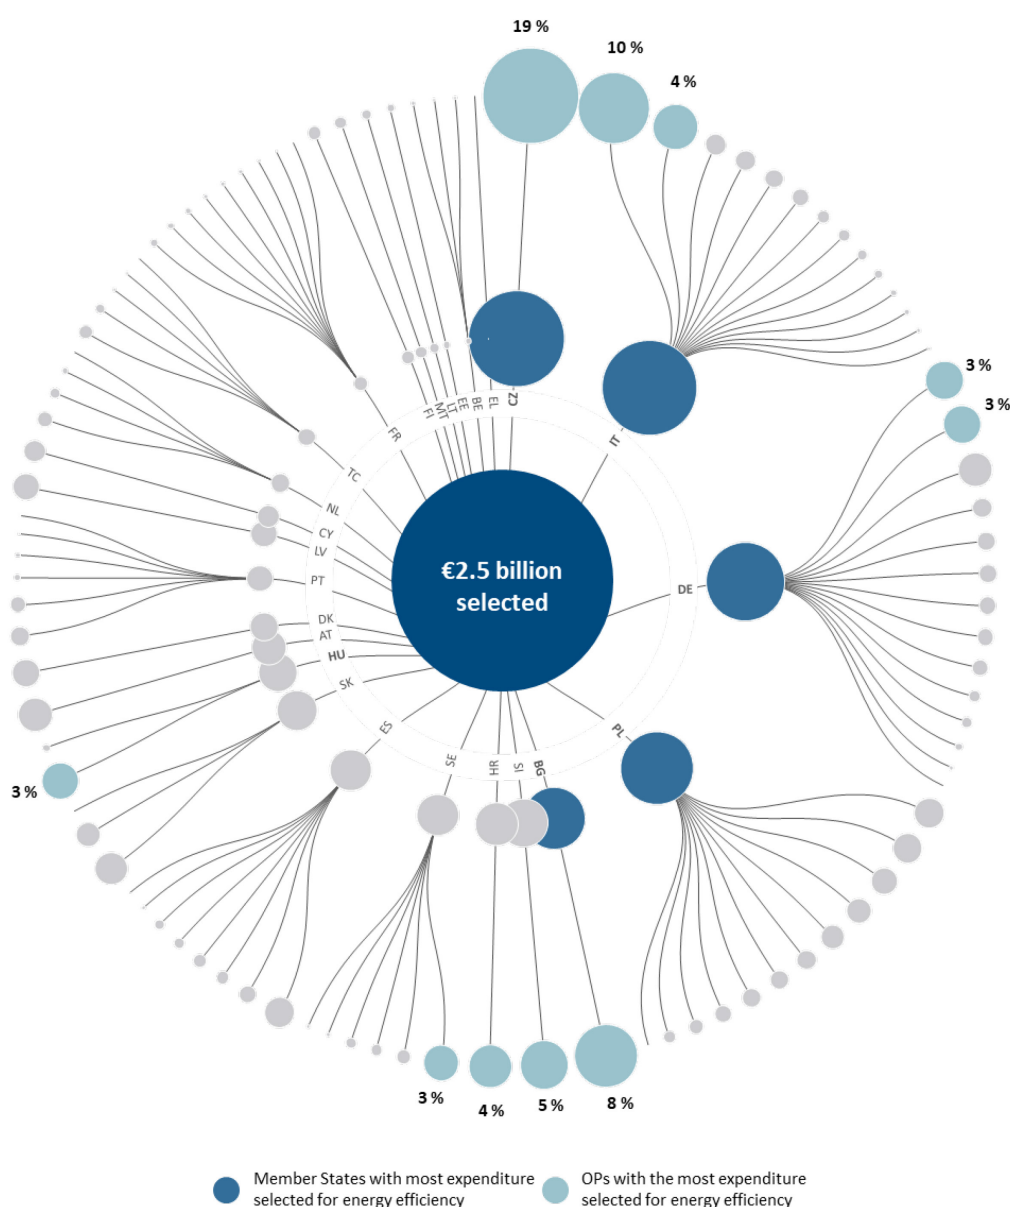 19 %
10 %
4 %
3 %
3 %
FR
FI
MT
LT
EE
BE
EL
CZ
IT
TC
NL
CY
LV
PT
DK
AT
HU
SK
ES
SE
HR
SI
BG
PL
DE
€2.5 billion
selected
3 %
3 %
4 %
5 %
8 %
Member States with most expenditure
selected for energy efficiency
OPs with the most expenditure
selected for energy efficiency